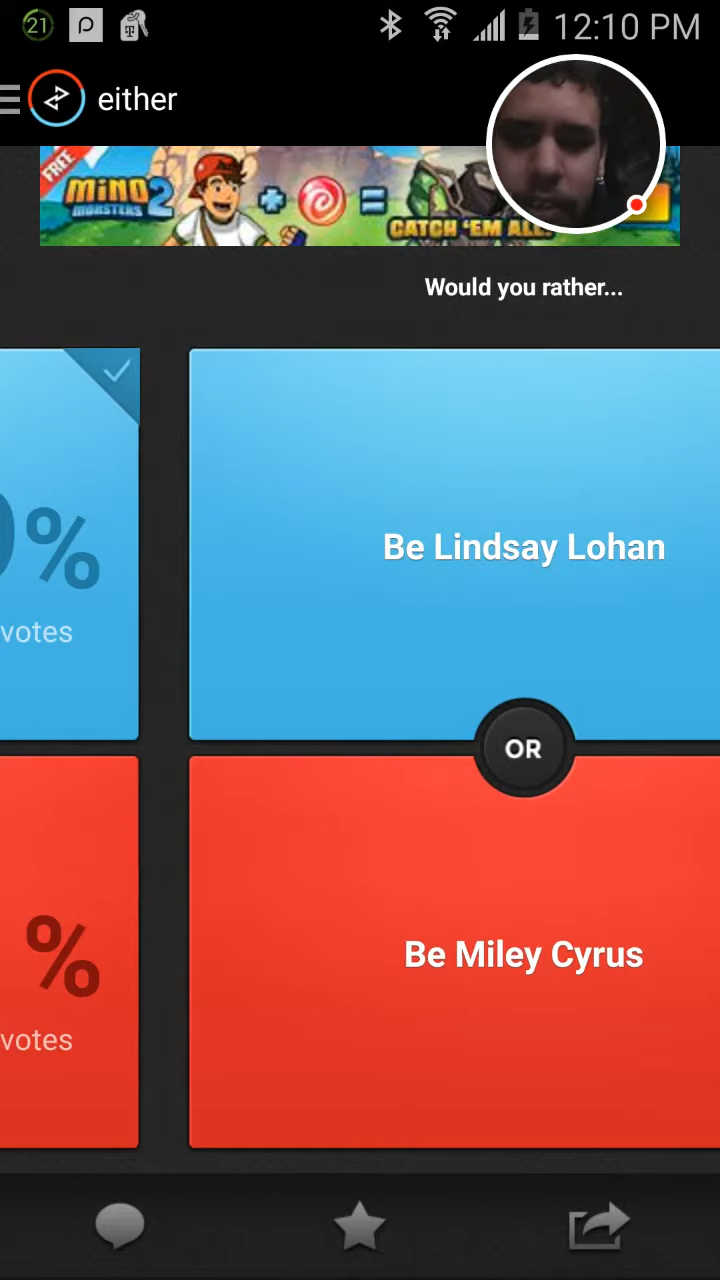 21
12:10 PM
either
FREE
MiND
MONSTERS 2
CATCH 'EM ALL!
Would you rather...
%
votes
Be Lindsay Lohan
OR
%
votes
Be Miley Cyrus